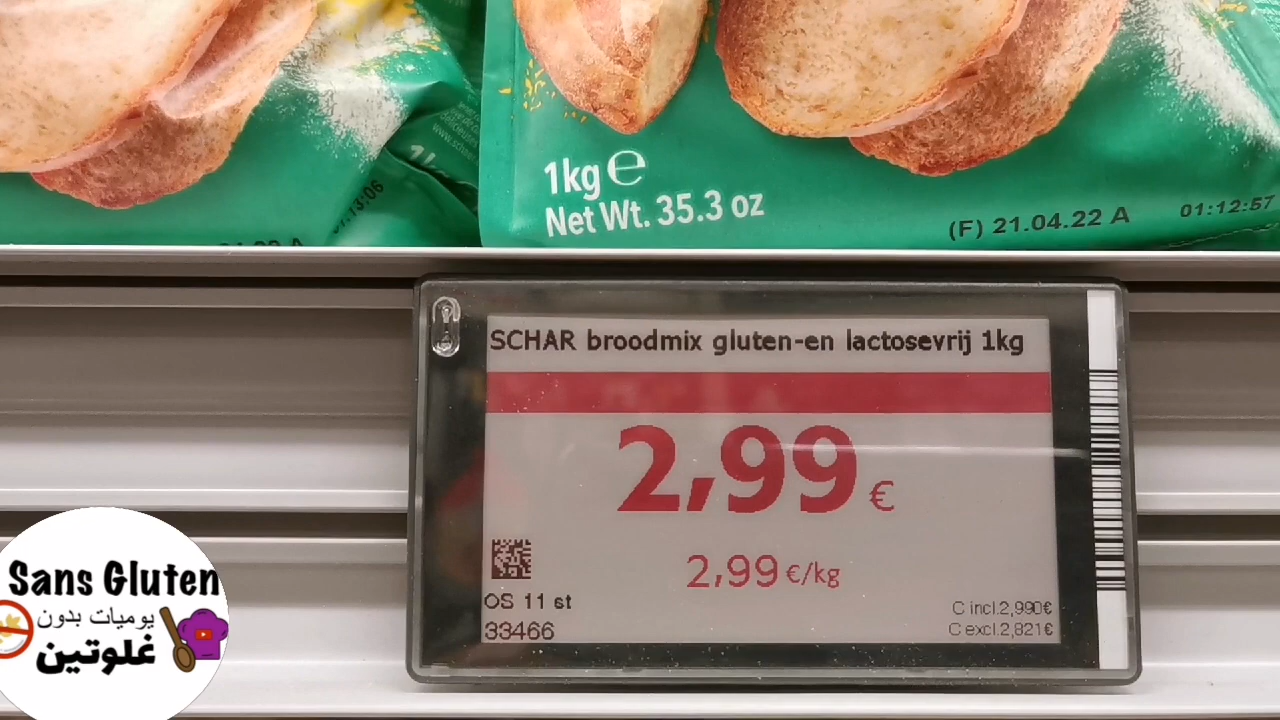 1kg e
Net Wt. 35.3 oz
(F) 21.04.22 A
01:12:57
SCHAR broodmix gluten-en lactosevrij 1kg
2,99 €
2,99 €/kg
OS 11 st
33466
C incl.2,990€
C excl.2,821€
Sans Gluten
يوميات بدون
غلوتين